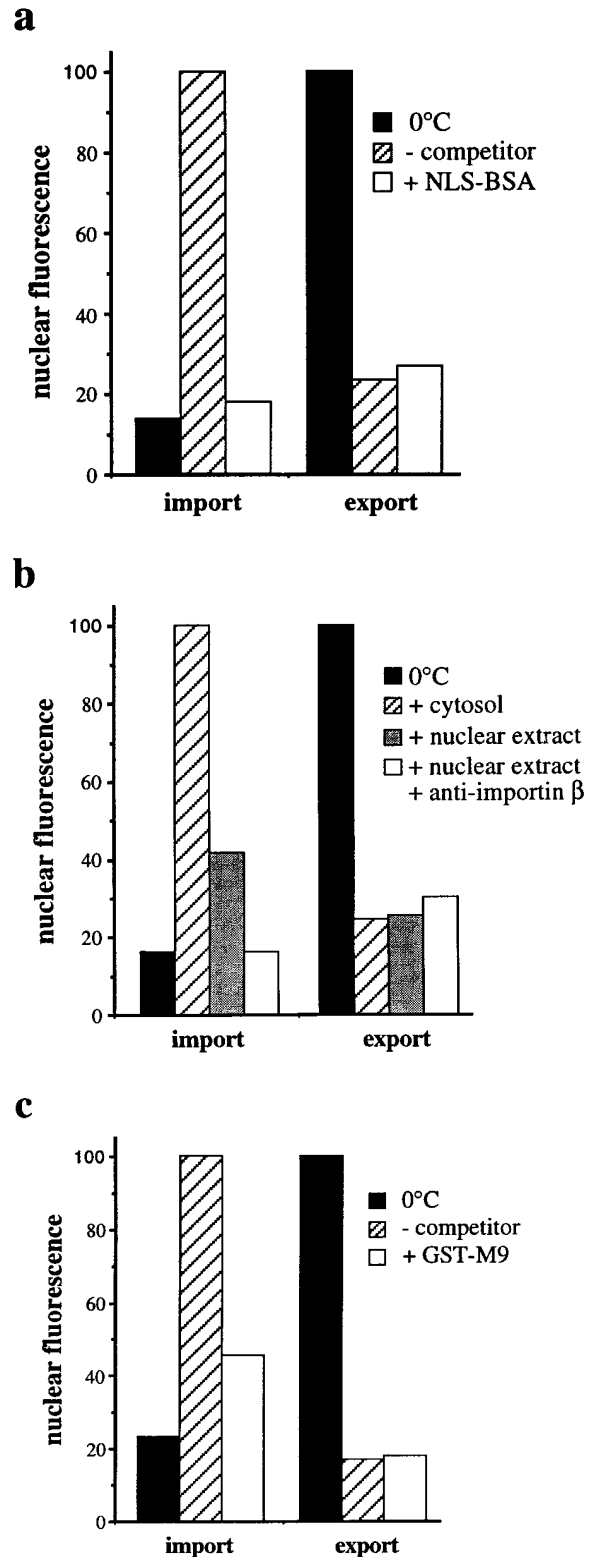 a
nuclear fluorescence
100
80
60
40
20
0
0°C
- competitor
+ NLS-BSA
import export
b
nuclear fluorescence
100
80
60
40
20
0
0°C
+ cytosol
+ nuclear extract
+ nuclear extract
+ anti-importin β
import export
c
nuclear fluorescence
100
80
60
40
20
0
0°C
- competitor
+ GST-M9
import export